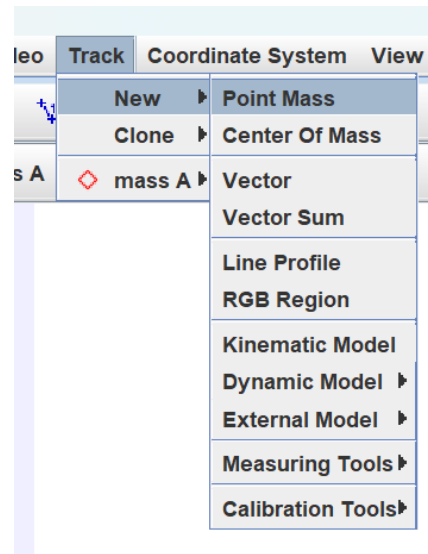 leo Track Coordinate System View
New Point Mass
Clone Center Of Mass
s A mass A Vector
Vector Sum
Line Profile
RGB Region
Kinematic Model
Dynamic Model
External Model
Measuring Tools
Calibration Tools